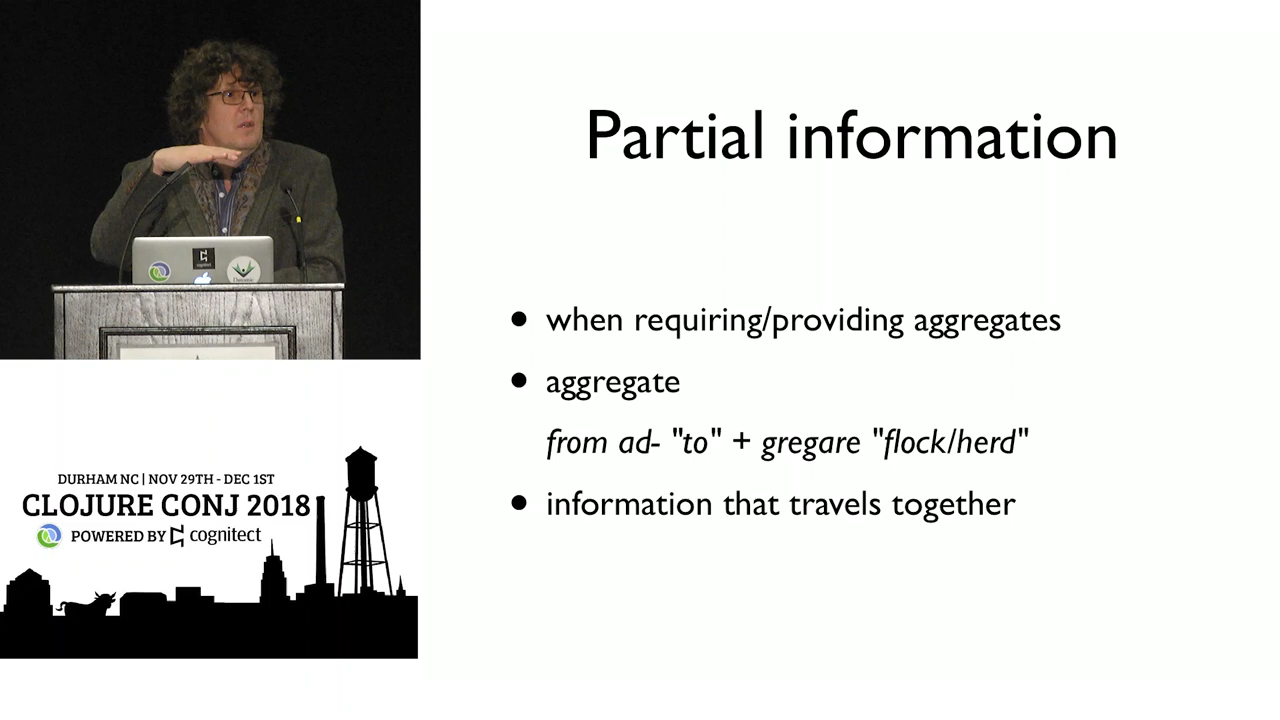 Partial information
• when requiring/providing aggregates
• aggregate
from ad- "to" + gregare "flock/herd"
• information that travels together
cognitect
DURHAM NC | NOV 29TH - DEC 1ST
CLOJURE CONJ 2018
POWERED BY cognitect